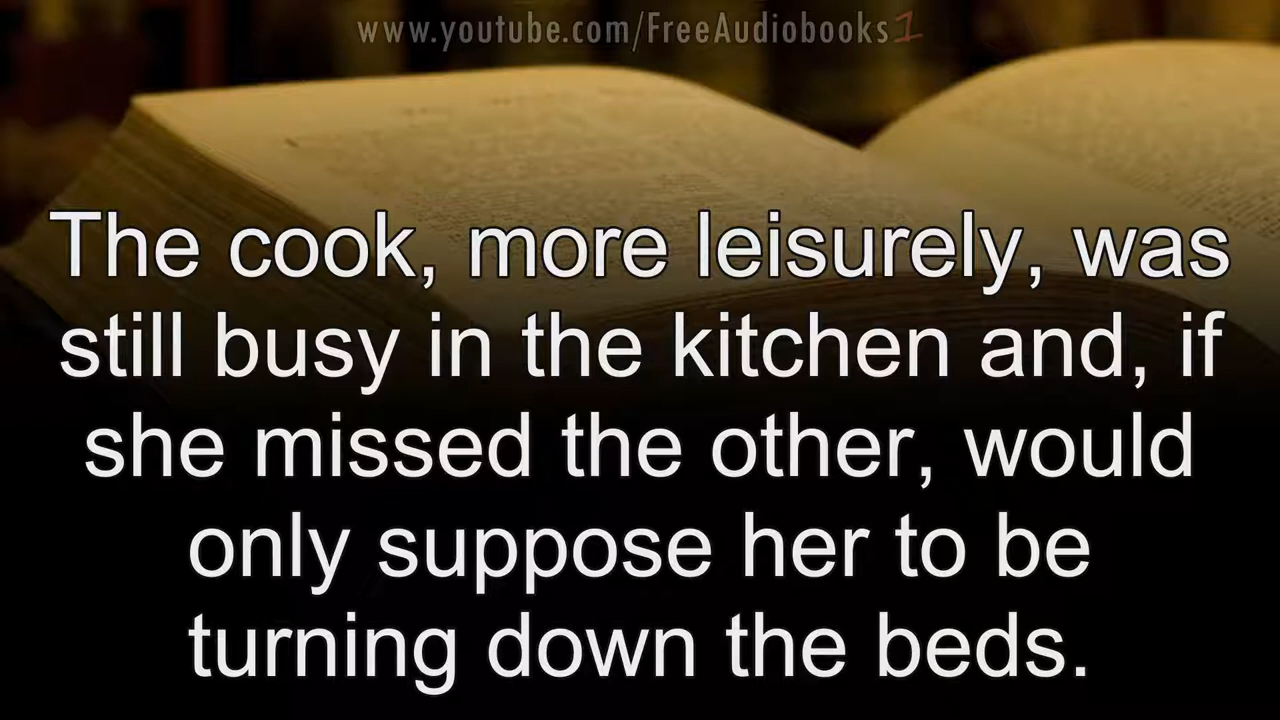 www.youtube.com/FreeAudiobooks1
The cook, more leisurely, was
still busy in the kitchen and, if
she missed the other, would
only suppose her to be
turning down the beds.